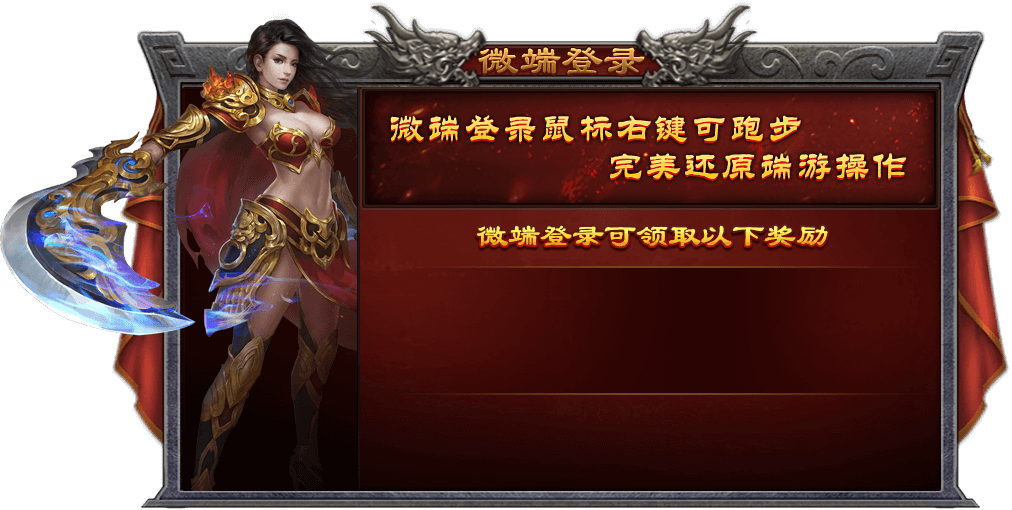 微端登录
微端登录鼠标右键可跑步
完美还原端游操作
微端登录可领取以下奖励